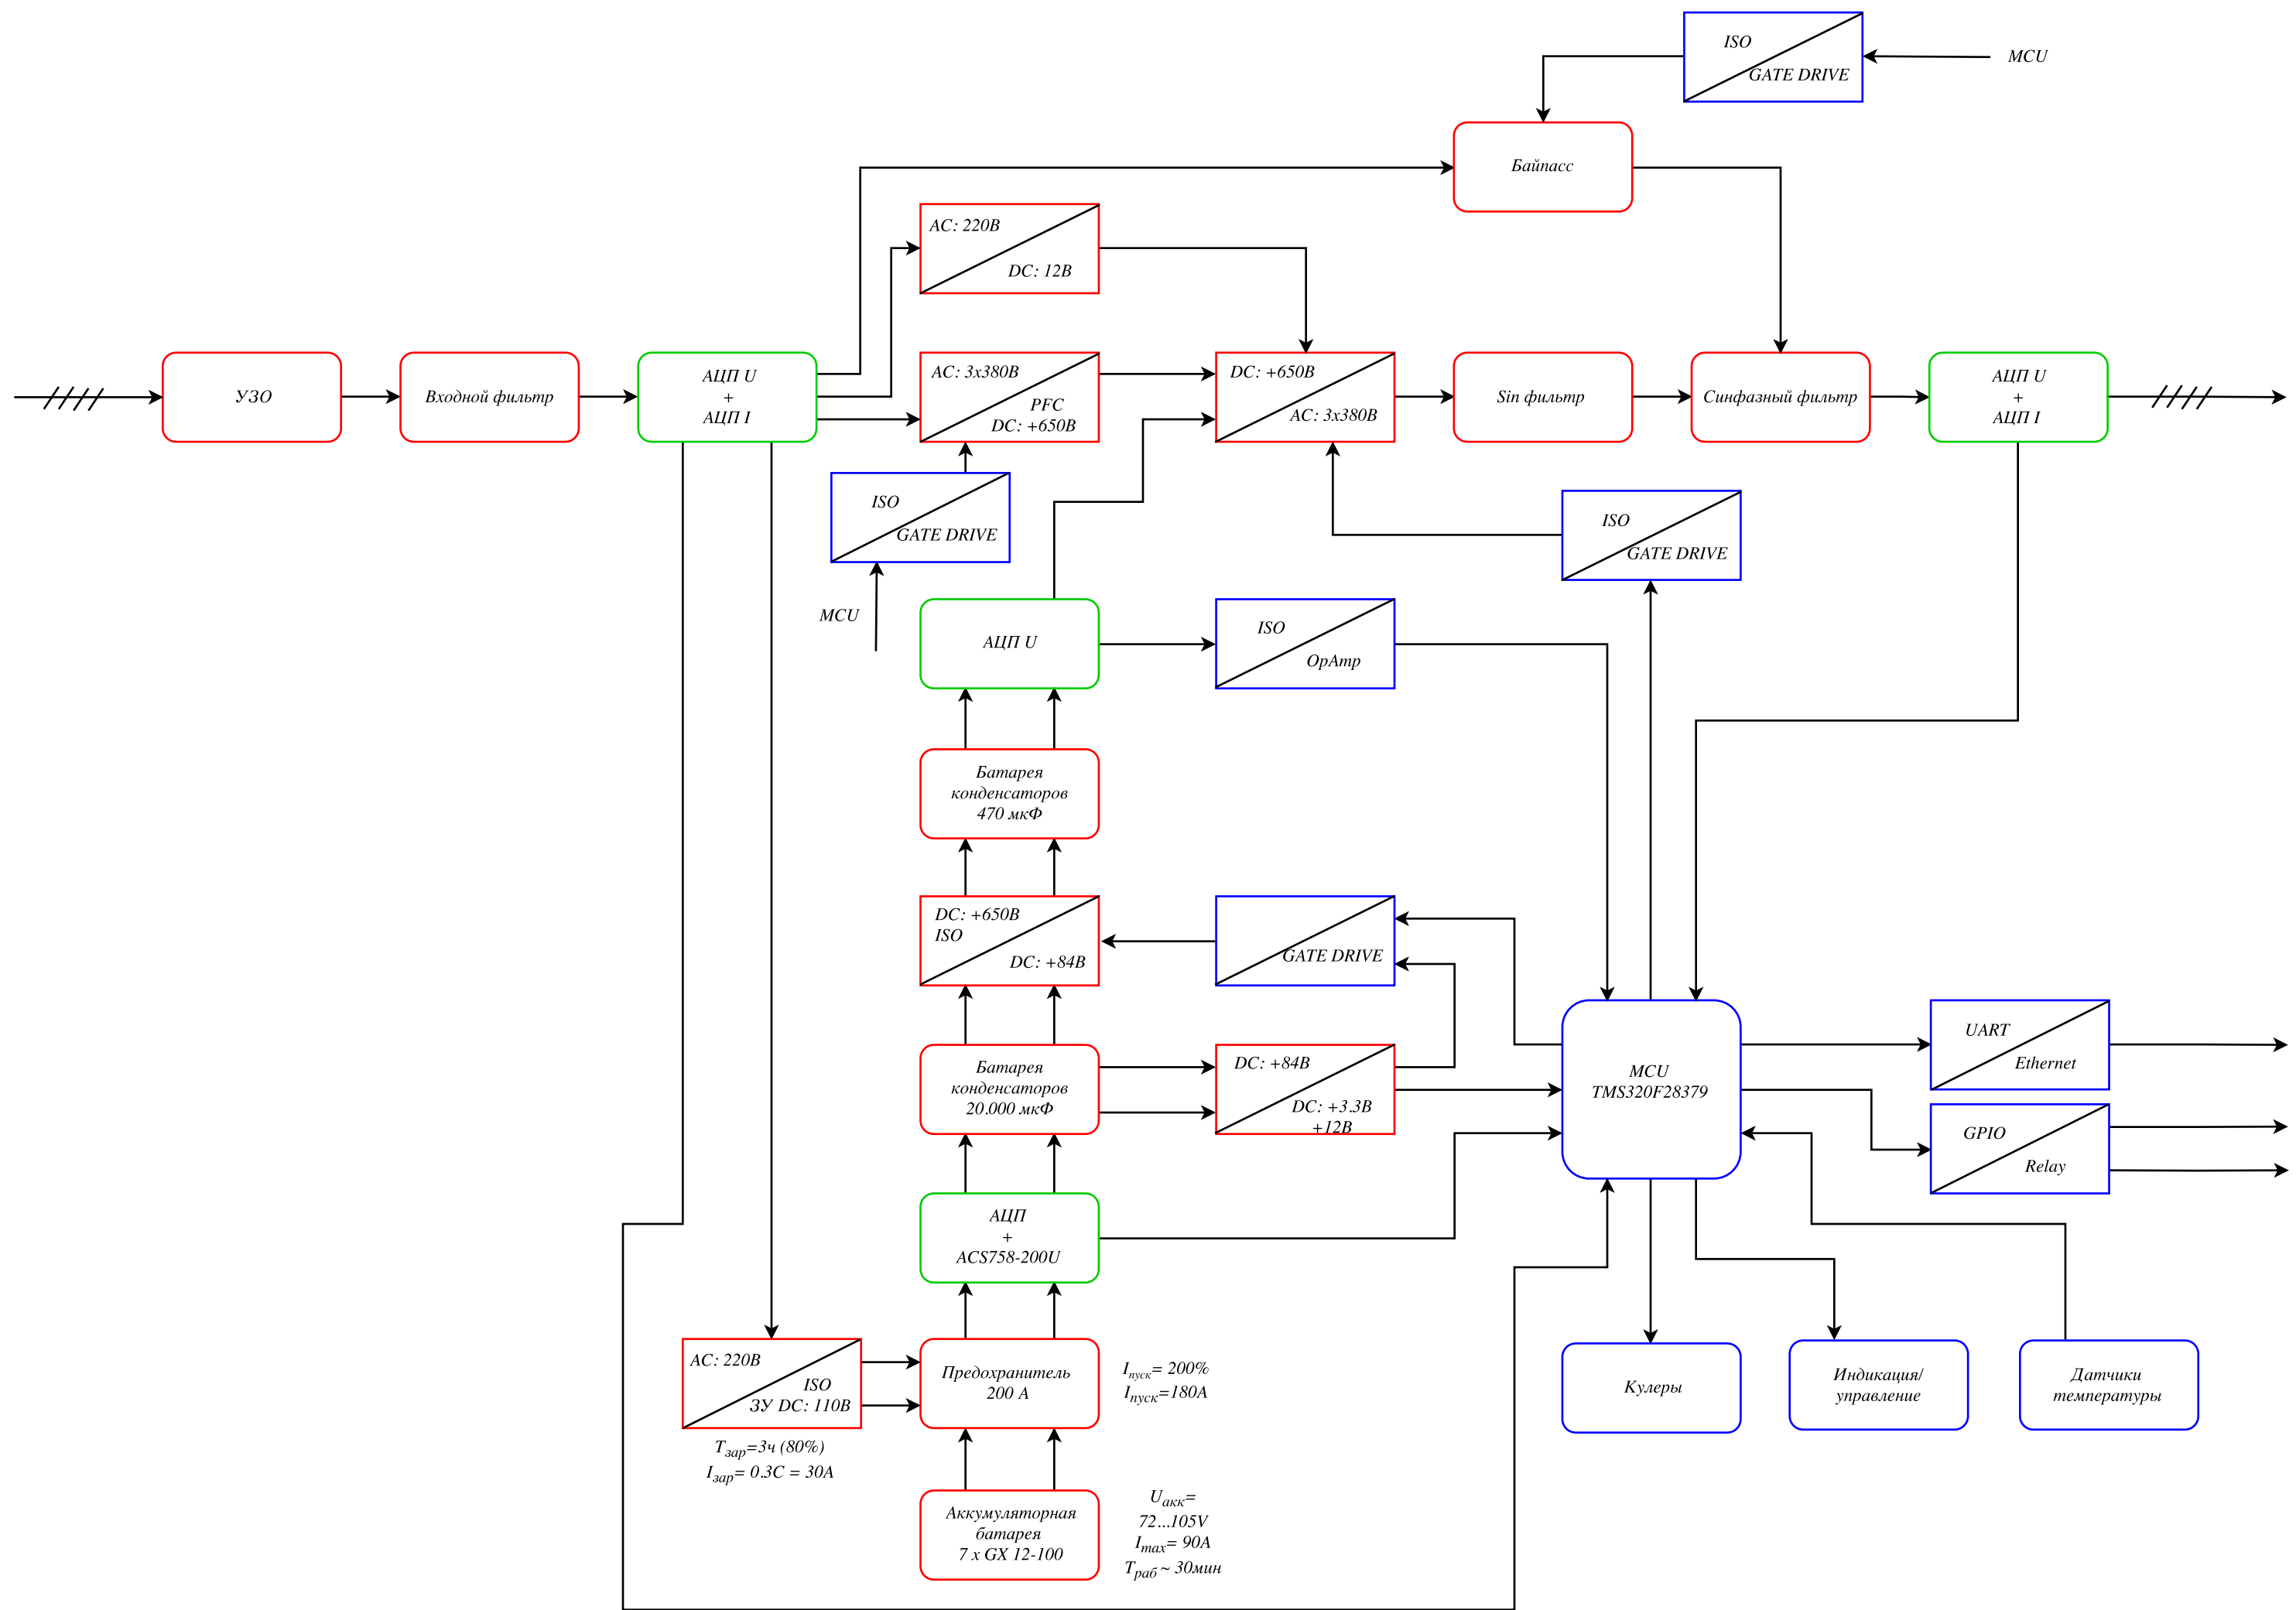 ISO
GATE DRIVE
MCU
Байпасс
AC: 220В
DC: 12В
УЗО
Входной фильтр
АЦП U
+
АЦП I
AC: 3x380В
PFC
DC: +650В
DC: +650В
AC: 3x380В
Sin фильтр
Синфазный фильтр
АЦП U
+
АЦП I
ISO
GATE DRIVE
MCU
ISO
GATE DRIVE
АЦП U
ISO
OpAmp
Батарея
конденсаторов
470 мкФ
DC: +650В
ISO
DC: +84В
GATE DRIVE
Батарея
конденсаторов
20.000 мкФ
DC: +84В
DC: +3.3В
+12В
MCU
TMS320F28379
UART
Ethernet
GPIO
Relay
АЦП
+
ACS758-200U
AC: 220В
ISO
ЗУ DC: 110В
Tзар=3ч (80%)
Iзар= 0.3C = 30А
Предохранитель
200 А
Iпуск= 200%
Iпуск=180А
Кулеры
Индикация/
управление
Датчики
температуры
Аккумуляторная
батарея
7 x GX 12-100
Uакк=
72...105V
Imax= 90А
Tраб ~ 30мин